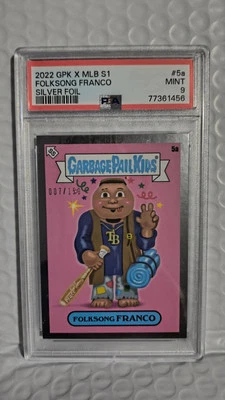 2022 GPK X MLB S1
#5a
FOLKSONG FRANCO
MINT
SILVER FOIL
9
PSA
77361456
GARBAGE PAIL KIDS
5a
TB
FOLKSONG FRANCO